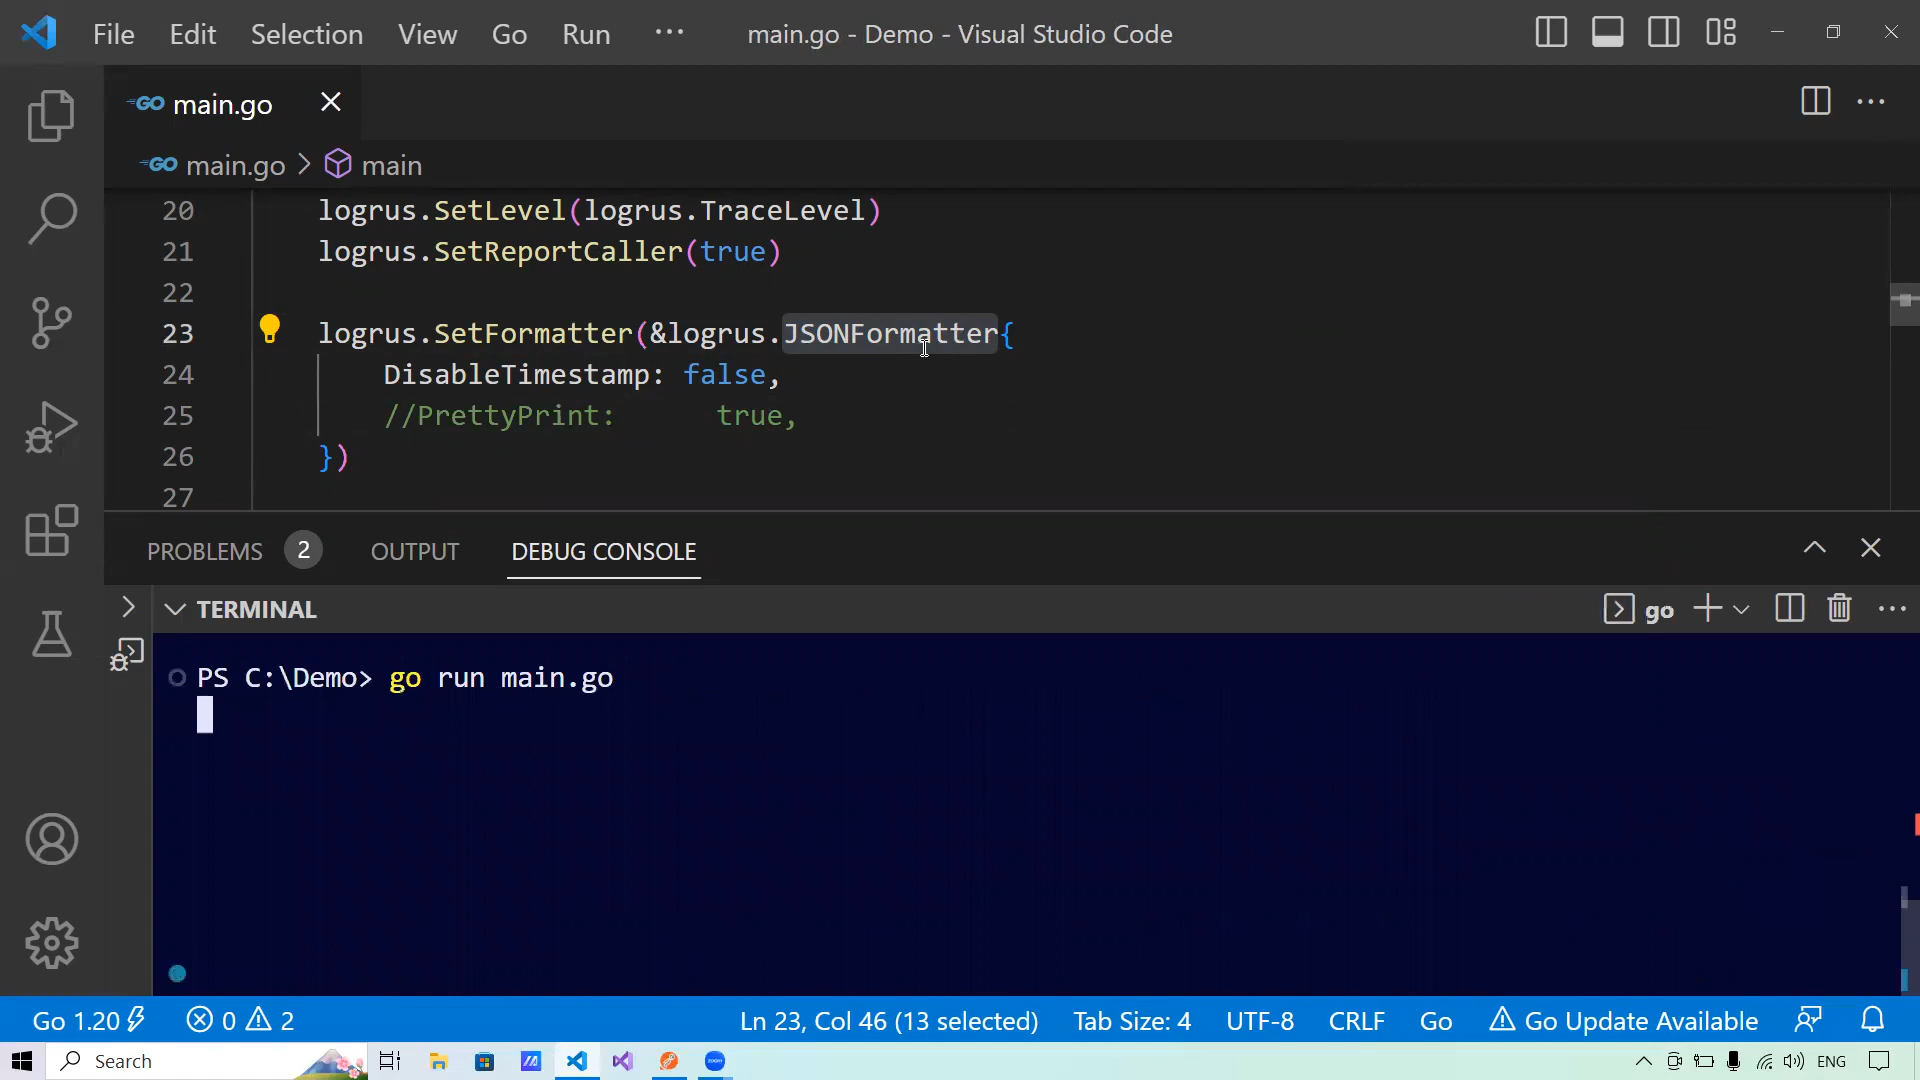 File Edit Selection View Go Run ··· main.go - Demo - Visual Studio Code
GO main.go
GO main.go > main
20 logrus.SetLevel(logrus.TraceLevel)
21 logrus.SetReportCaller(true)
22
23 logrus.SetFormatter(&logrus.JSONFormatter{
24 DisableTimestamp: false,
25 //PrettyPrint: true,
26 })
27
PROBLEMS 2 OUTPUT DEBUG CONSOLE
TERMINAL go
PS C:\Demo> go run main.go
Go 1.20 0 2 Ln 23, Col 46 (13 selected) Tab Size: 4 UTF-8 CRLF Go Go Update Available
Search ENG